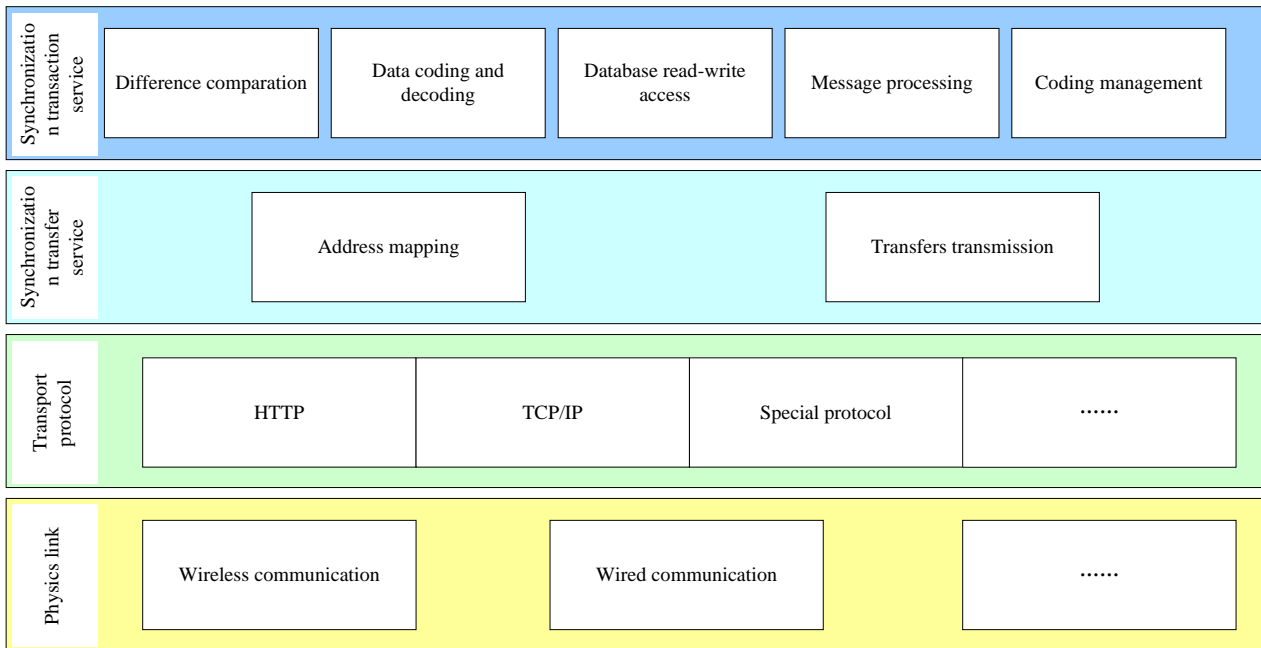 Synchronizatio
n transaction
service
Difference comparation
Data coding and
decoding
Database read-write
access
Message processing
Coding management
Synchronizatio
n transfer
service
Address mapping
Transfers transmission
Transport
protocol
HTTP
TCP/IP
Special protocol
······
Physics link
Wireless communication
Wired communication
······